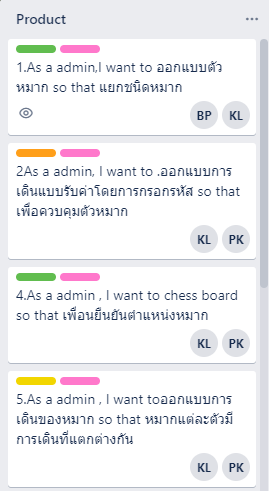 Product
1.As a admin,I want to ออกแบบตัว
หมาก so that แยกชนิดหมาก
BP KL
2As a admin, I want to .ออกแบบการ
เดินแบบรับค่าโดยการกรอกรหัส so that
เพื่อควบคุมตัวหมาก
KL PK
4.As a admin , I want to chess board
so that เพื่อนยืนยันตำแหน่งหมาก
KL PK
5.As a admin , I want toออกแบบการ
เดินของหมาก so that หมากแต่ละตัวมี
การเดินที่แตกต่างกัน
KL PK